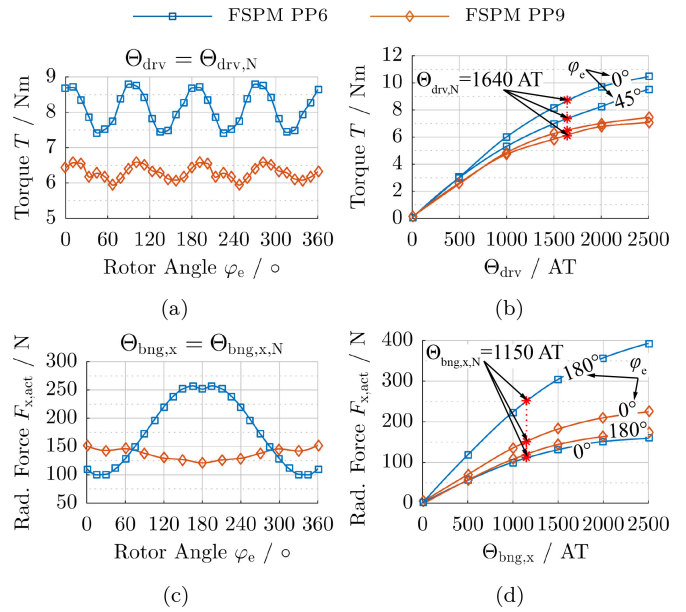 FSPM PP6 FSPM PP9
Θdrv = Θdrv,N
Torque T / Nm
9
8
7
6
5
0 90 180 270 360
0 60 120 180 240 300 360
Rotor Angle φe / ∘
(a)
Torque T / Nm
12
10
8
6
4
2
0
Θdrv,N=1640 AT
φe
0°
45°
0 500 1000 1500 2000 2500
Θdrv / AT
(b)
Rad. Force Fx,act / N
Θbng,x = Θbng,x,N
300
250
200
150
100
50
0 60 120 180 240 300 360
Rotor Angle φe / ∘
(c)
Rad. Force Fx,act / N
400
300
200
100
0
Θbng,x,N=1150 AT
180°
φe
0°
180°
0°
0 500 1000 1500 2000 2500
Θbng,x / AT
(d)